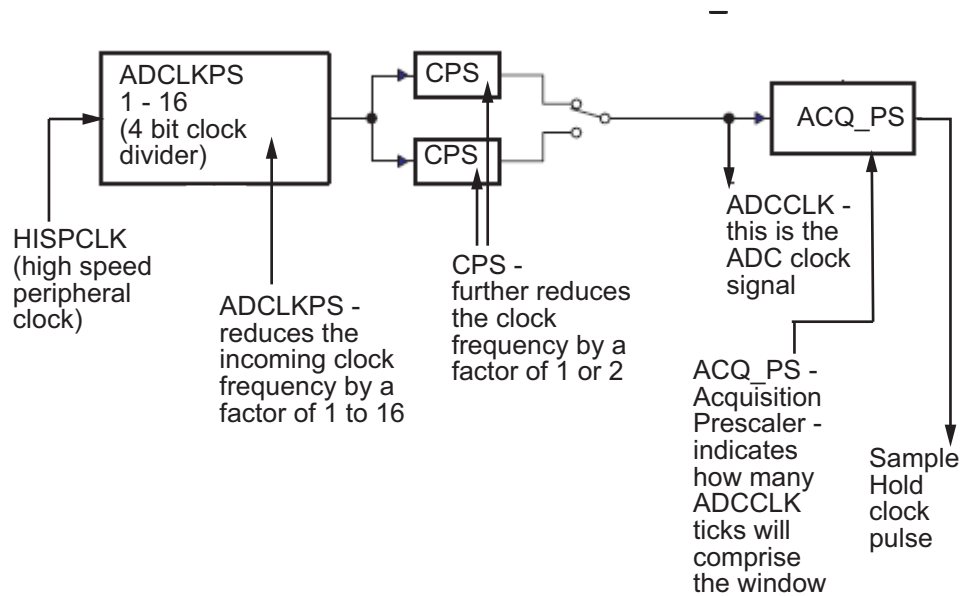 ADCLKPS
1 - 16
(4 bit clock
divider)
CPS
CPS
ACQ_PS
HISPCLK
(high speed
peripheral
clock)
ADCLKPS -
reduces the
incoming clock
frequency by a
factor of 1 to 16
CPS -
further reduces
the clock
frequency by a
factor of 1 or 2
ADCCLK -
this is the
ADC clock
signal
ACQ_PS -
Acquisition
Prescaler -
indicates
how many
ADCCLK
ticks will
comprise
the window
Sample
Hold
clock
pulse